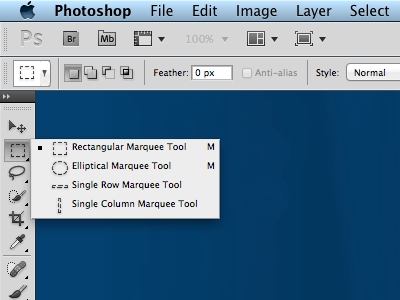 Photoshop File Edit Image Layer Select
Ps Br Mb 100%
Feather: 0 px Anti-alias Style: Normal
Rectangular Marquee Tool M
Elliptical Marquee Tool M
Single Row Marquee Tool
Single Column Marquee Tool